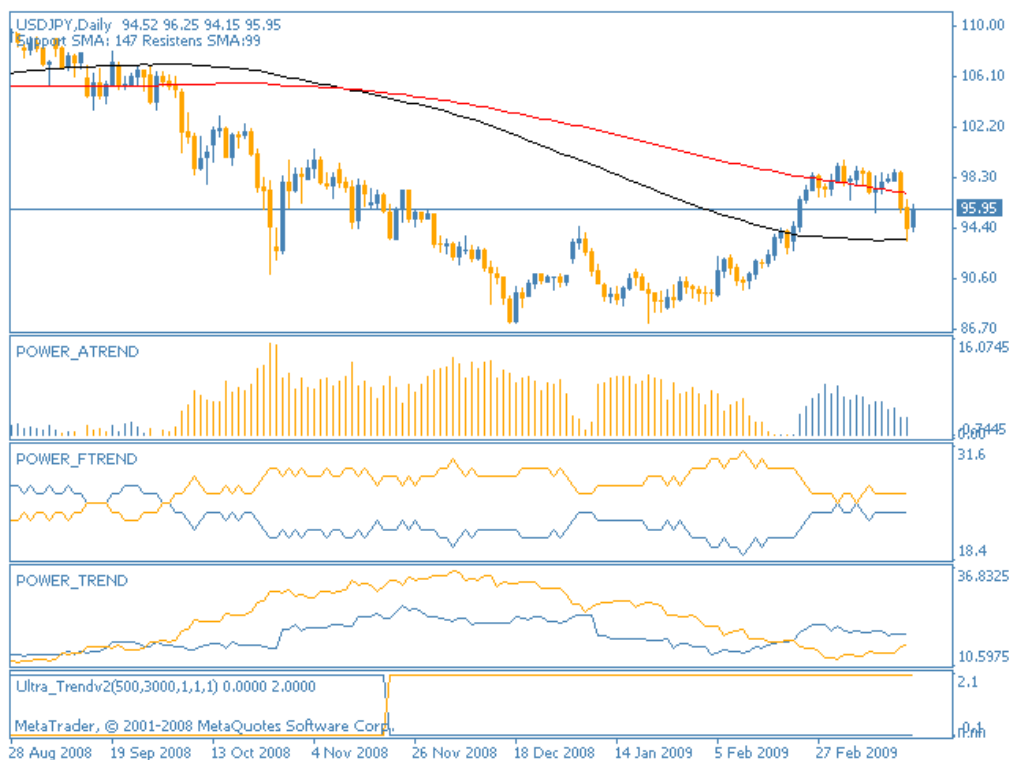 USDJPY,Daily 94.52 96.25 94.15 95.95
Support SMA: 147 Resistens SMA:99
110.00
106.10
102.20
98.30
95.95
94.40
90.60
86.70
POWER_ATREND
16.0745
POWER_FTREND
31.6
18.4
POWER_TREND
36.8325
10.5975
Ultra_Trendv2(500,3000,1,1,1) 0.0000 2.0000
2.1
MetaTrader, © 2001-2008 MetaQuotes Software Corp.
28 Aug 2008 19 Sep 2008 13 Oct 2008 4 Nov 2008 26 Nov 2008 18 Dec 2008 14 Jan 2009 5 Feb 2009 27 Feb 2009